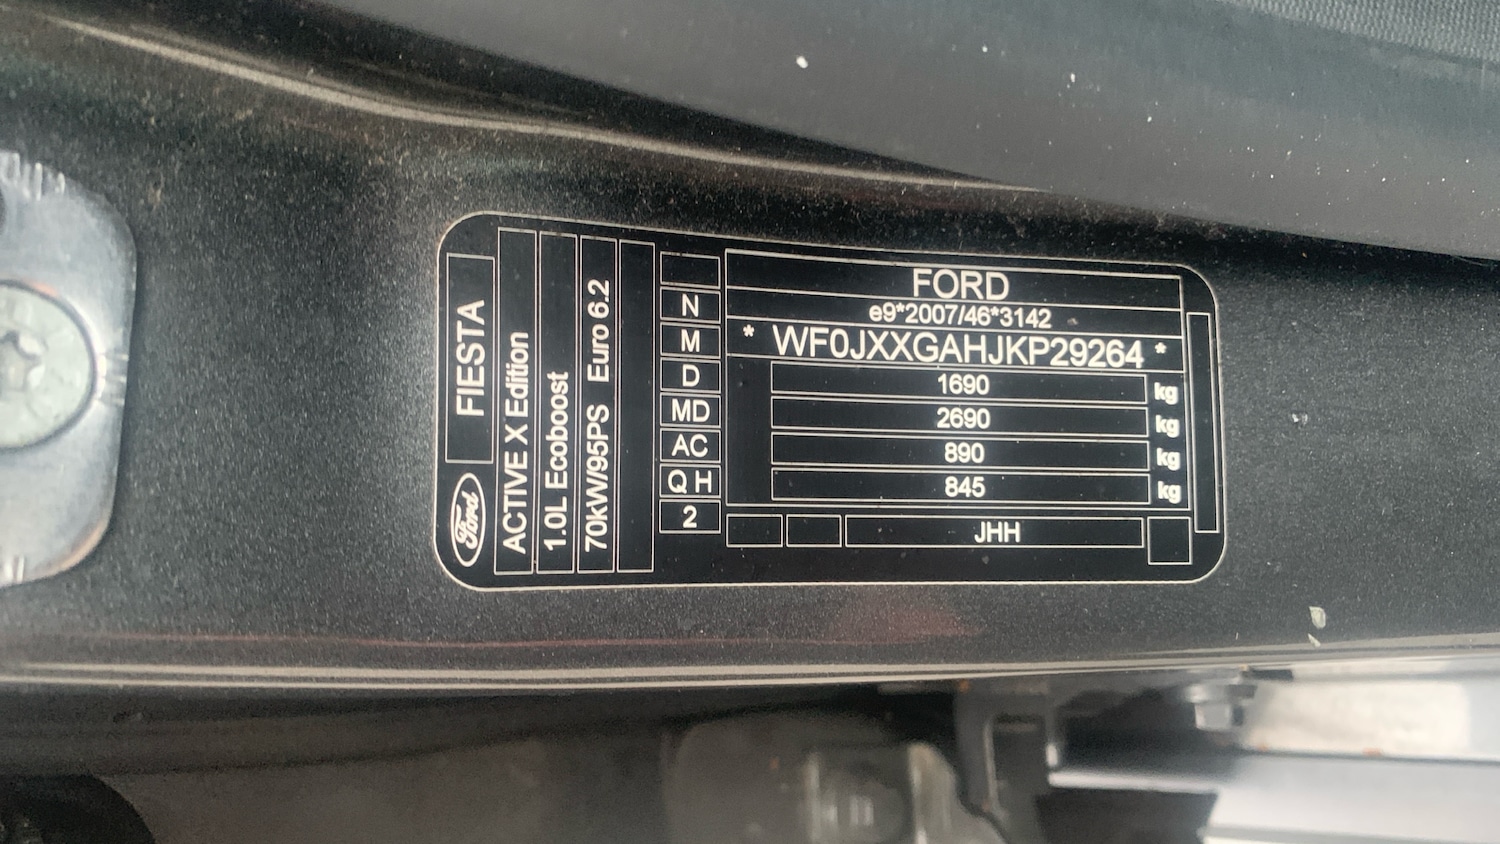 Ford FIESTA
ACTIVE X Edition
1.0L Ecoboost
70kW/95PS Euro 6.2
N
M
D
MD
AC
Q H
2
FORD
e9*2007/46*3142
* WF0JXXGAHJKP29264 *
1690 kg
2690 kg
890 kg
845 kg
JHH